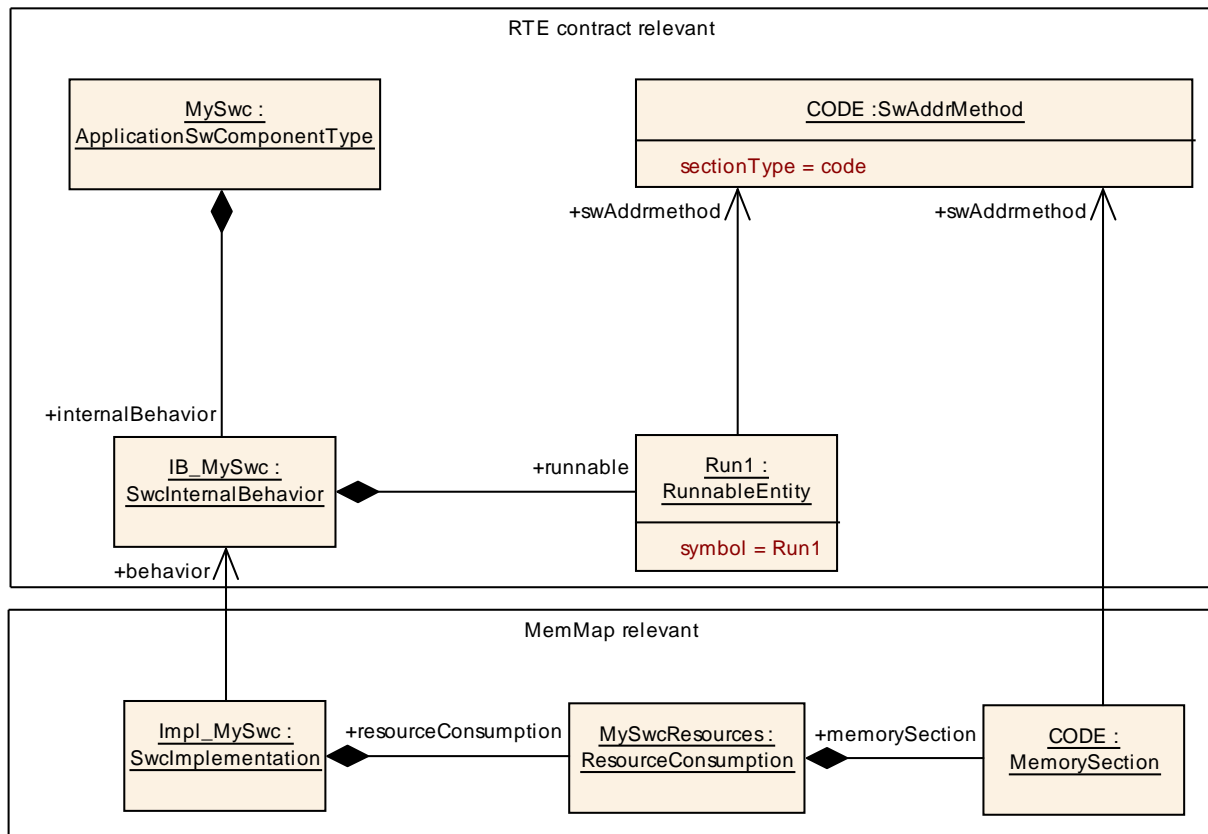 RTE contract relevant
MySwc :
ApplicationSwComponentType
CODE :SwAddrMethod
sectionType = code
+swAddrmethod
+swAddrmethod
+internalBehavior
IB_MySwc :
SwcInternalBehavior
+runnable
Run1 :
RunnableEntity
symbol = Run1
+behavior
MemMap relevant
Impl_MySwc :
SwcImplementation
+resourceConsumption
MySwcResources :
ResourceConsumption
+memorySection
CODE :
MemorySection